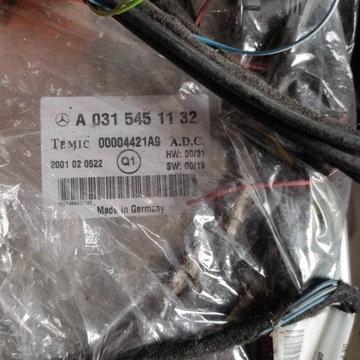 A 031 545 11 32
TEMIC 00004421A9 A.D.C.
2001 02 0522 Q1 HW: 00/31
SW: 00/19
Made in Germany